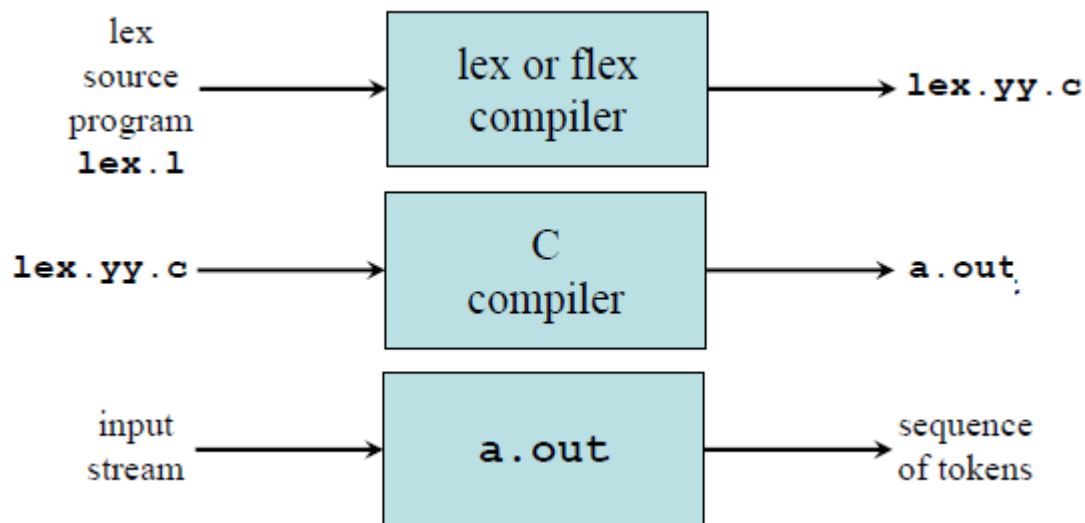 lex
source
program
lex.l
lex or flex
compiler
lex.yy.c
lex.yy.c
C
compiler
a.out
input
stream
a.out
sequence
of tokens